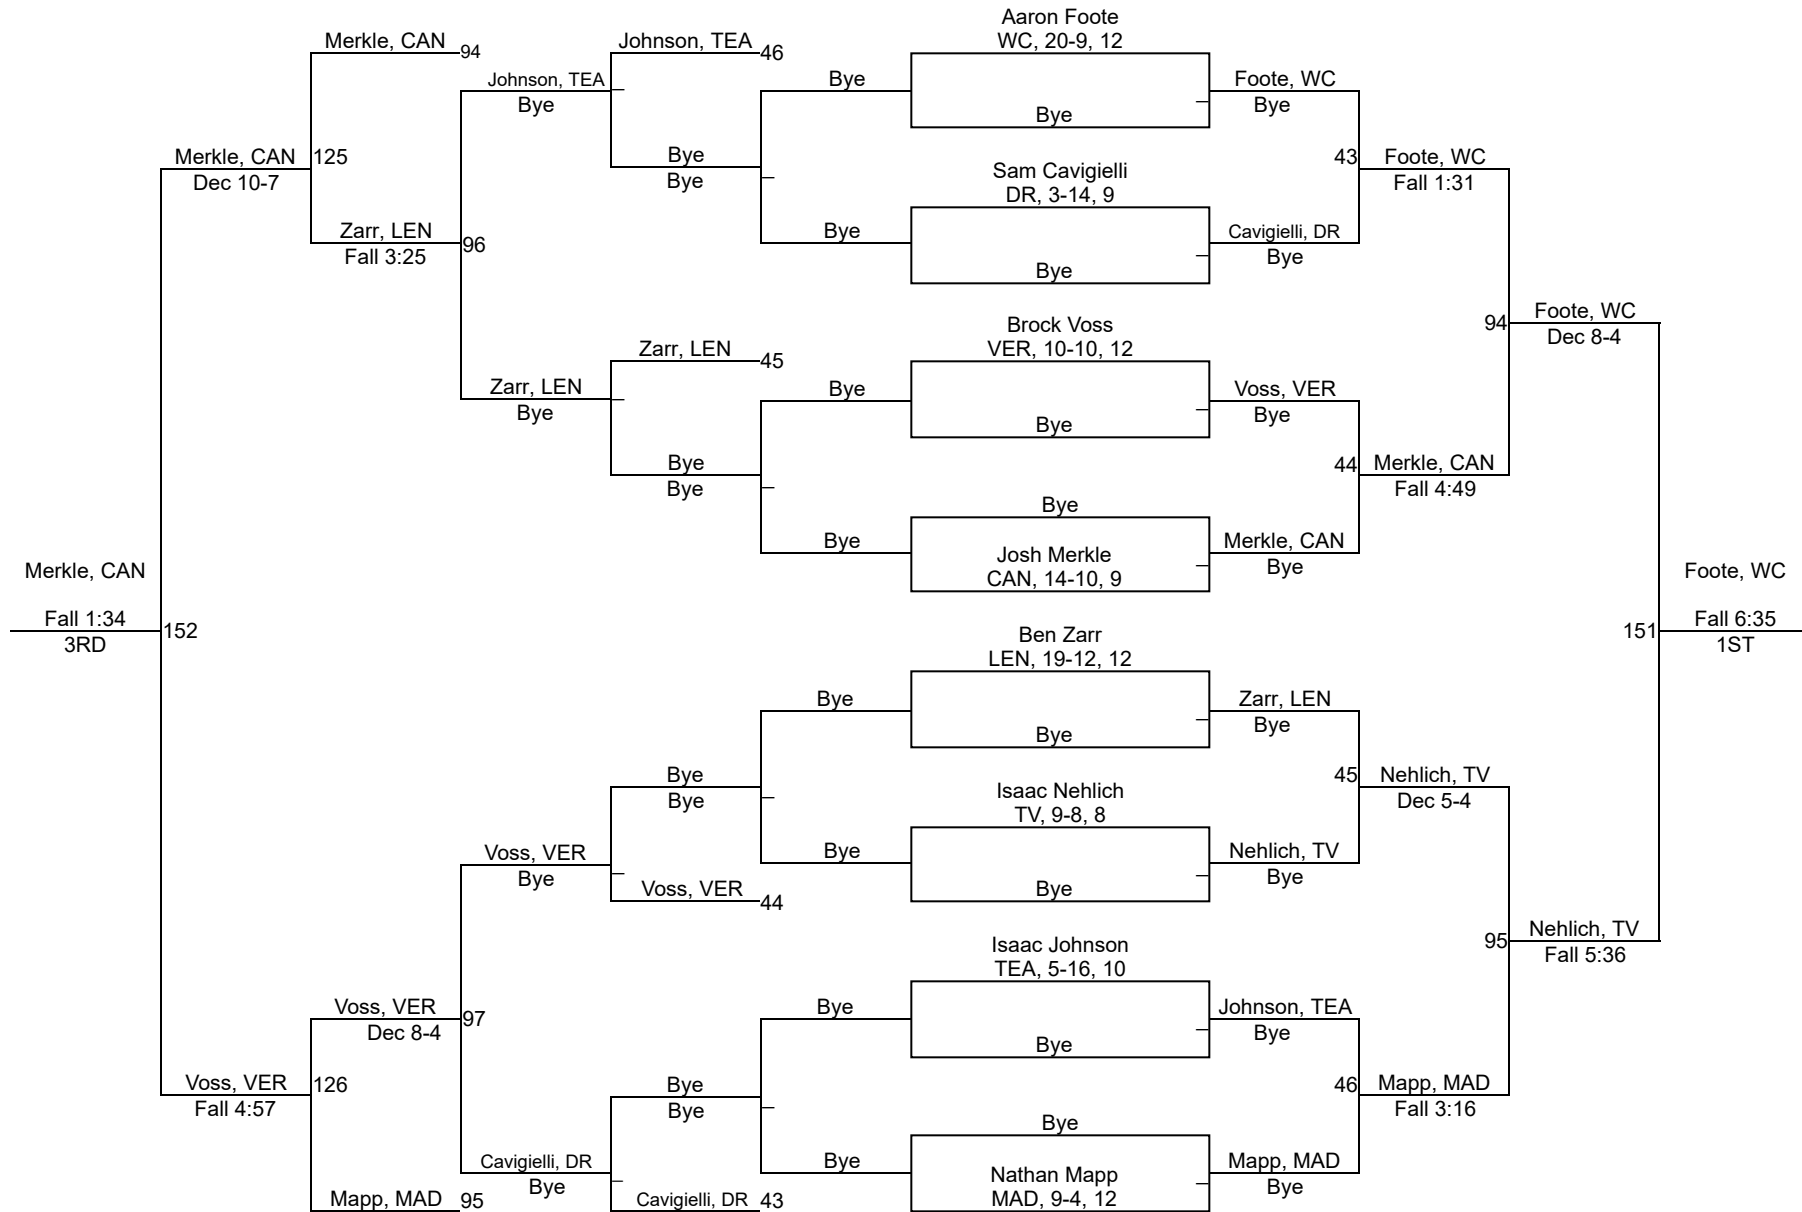 Merkle, CAN
94
Merkle, CAN
125
Dec 10-7
Zarr, LEN
Fall 3:25
96
Johnson, TEA
Bye
Johnson, TEA
46
Bye
Bye
Zarr, LEN
Bye
Zarr, LEN
45
Bye
Bye
Merkle, CAN
Fall 1:34
3RD
152
Voss, VER
126
Fall 4:57
Voss, VER
Dec 8-4
97
Mapp, MAD
95
Voss, VER
Bye
Bye
Bye
Voss, VER
44
Cavigielli, DR
Bye
Bye
Bye
Cavigielli, DR
43
Bye
Bye
Bye
Bye
Bye
Bye
Bye
Bye
Aaron Foote
WC, 20-9, 12
Bye
Sam Cavigielli
DR, 3-14, 9
Bye
Brock Voss
VER, 10-10, 12
Bye
Bye
Josh Merkle
CAN, 14-10, 9
Ben Zarr
LEN, 19-12, 12
Bye
Isaac Nehlich
TV, 9-8, 8
Bye
Isaac Johnson
TEA, 5-16, 10
Bye
Bye
Nathan Mapp
MAD, 9-4, 12
Foote, WC
Bye
43
Cavigielli, DR
Bye
Voss, VER
Bye
44
Merkle, CAN
Bye
Zarr, LEN
Bye
45
Nehlich, TV
Bye
Johnson, TEA
Bye
46
Mapp, MAD
Bye
Foote, WC
Fall 1:31
94
Merkle, CAN
Fall 4:49
Nehlich, TV
Dec 5-4
95
Mapp, MAD
Fall 3:16
Foote, WC
Dec 8-4
151
Nehlich, TV
Fall 5:36
Foote, WC
Fall 6:35
1ST